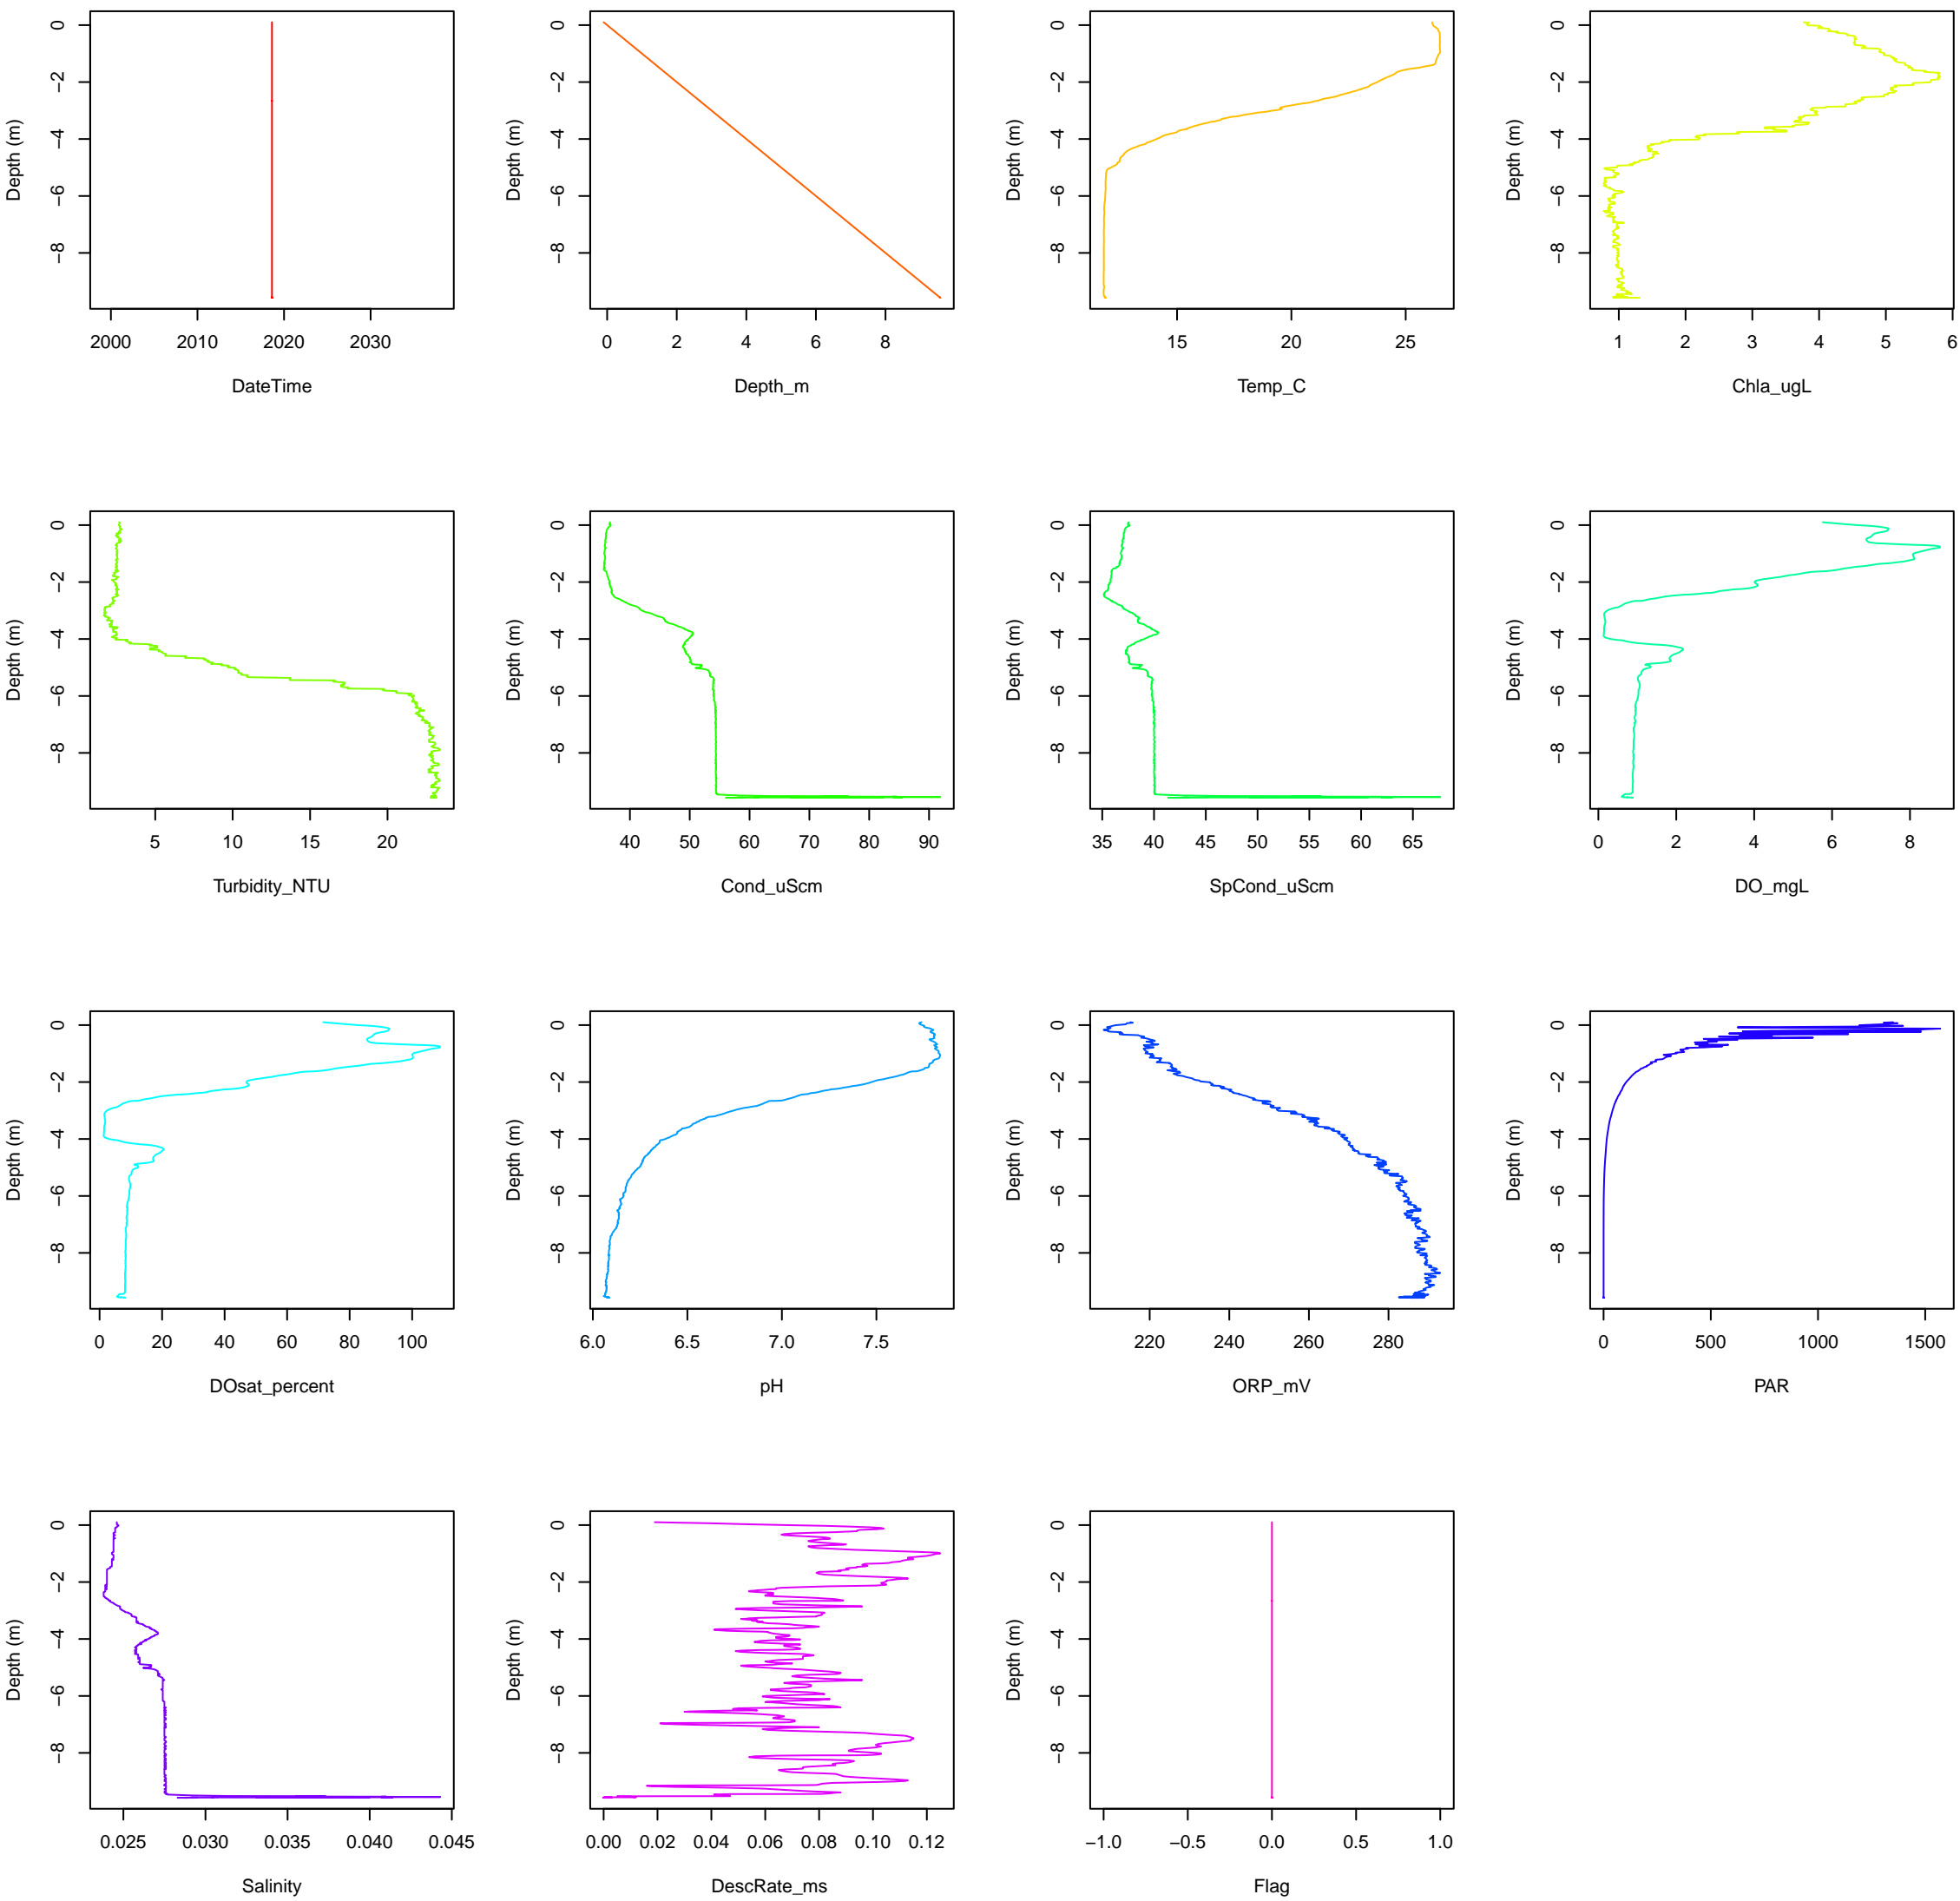 0 −2 −4 −6 −8
Depth (m)
2000 2010 2020 2030
DateTime
0 −2 −4 −6 −8
Depth (m)
0 2 4 6 8
Depth_m
0 −2 −4 −6 −8
Depth (m)
15 20 25
Temp_C
0 −2 −4 −6 −8
Depth (m)
1 2 3 4 5 6
Chla_ugL
0 −2 −4 −6 −8
Depth (m)
5 10 15 20
Turbidity_NTU
0 −2 −4 −6 −8
Depth (m)
40 50 60 70 80 90
Cond_uScm
0 −2 −4 −6 −8
Depth (m)
35 40 45 50 55 60 65
SpCond_uScm
0 −2 −4 −6 −8
Depth (m)
0 2 4 6 8
DO_mgL
0 −2 −4 −6 −8
Depth (m)
0 20 40 60 80 100
DOsat_percent
0 −2 −4 −6 −8
Depth (m)
6.0 6.5 7.0 7.5
pH
0 −2 −4 −6 −8
Depth (m)
220 240 260 280
ORP_mV
0 −2 −4 −6 −8
Depth (m)
0 500 1000 1500
PAR
0 −2 −4 −6 −8
Depth (m)
0.025 0.030 0.035 0.040 0.045
Salinity
0 −2 −4 −6 −8
Depth (m)
0.00 0.02 0.04 0.06 0.08 0.10 0.12
DescRate_ms
0 −2 −4 −6 −8
Depth (m)
−1.0 −0.5 0.0 0.5 1.0
Flag